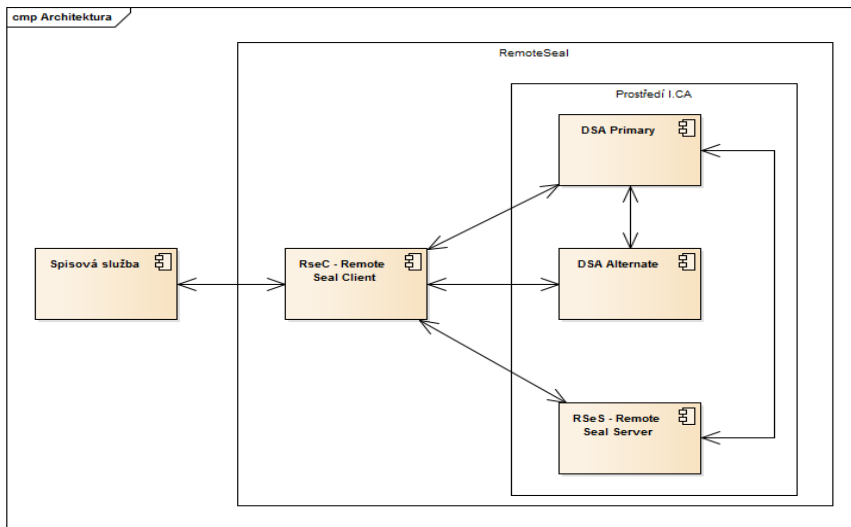 cmp Architektura
RemoteSeal
Prostředí I.CA
DSA Primary
Spisová služba
RseC - Remote
Seal Client
DSA Alternate
RSeS - Remote
Seal Server